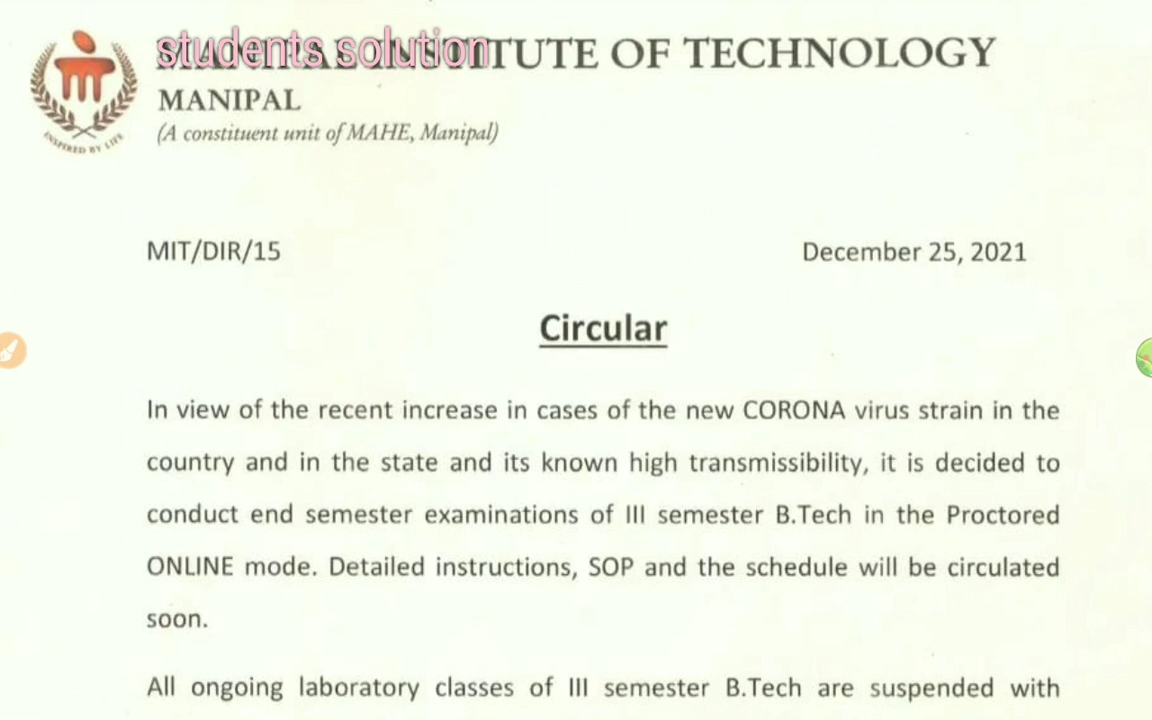 students solution
INSTITUTE OF TECHNOLOGY
MANIPAL
(A constituent unit of MAHE, Manipal)
INSPIRED BY LIFE
MIT/DIR/15
December 25, 2021
Circular
In view of the recent increase in cases of the new CORONA virus strain in the
country and in the state and its known high transmissibility, it is decided to
conduct end semester examinations of III semester B.Tech in the Proctored
ONLINE mode. Detailed instructions, SOP and the schedule will be circulated
soon.
All ongoing laboratory classes of III semester B.Tech are suspended with